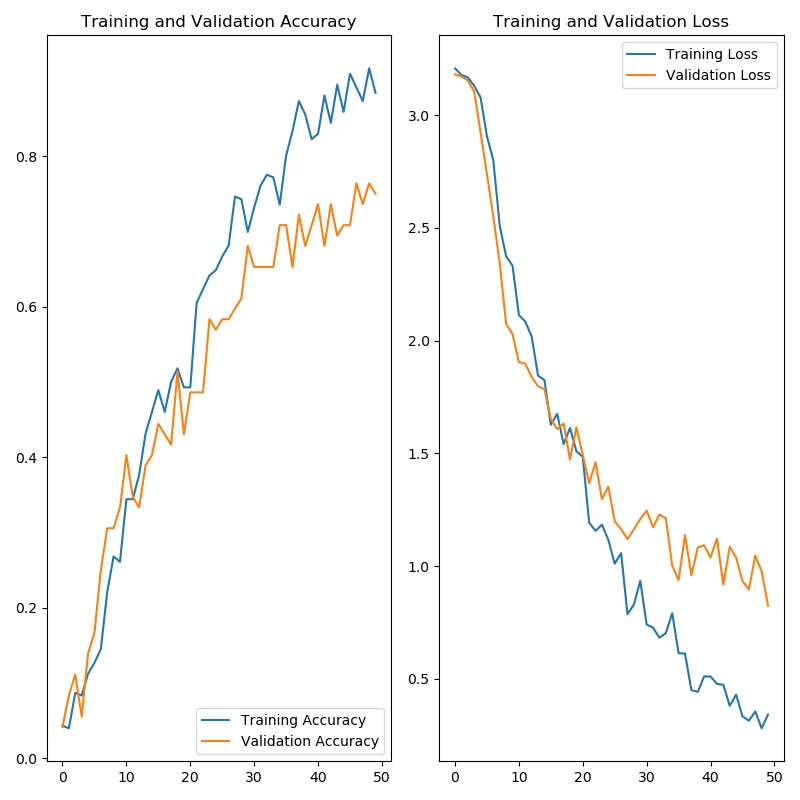 Training and Validation Accuracy
0.8
0.6
0.4
0.2
0.0
0 10 20 30 40 50
Training Accuracy
Validation Accuracy
Training and Validation Loss
3.0
2.5
2.0
1.5
1.0
0.5
0 10 20 30 40 50
Training Loss
Validation Loss